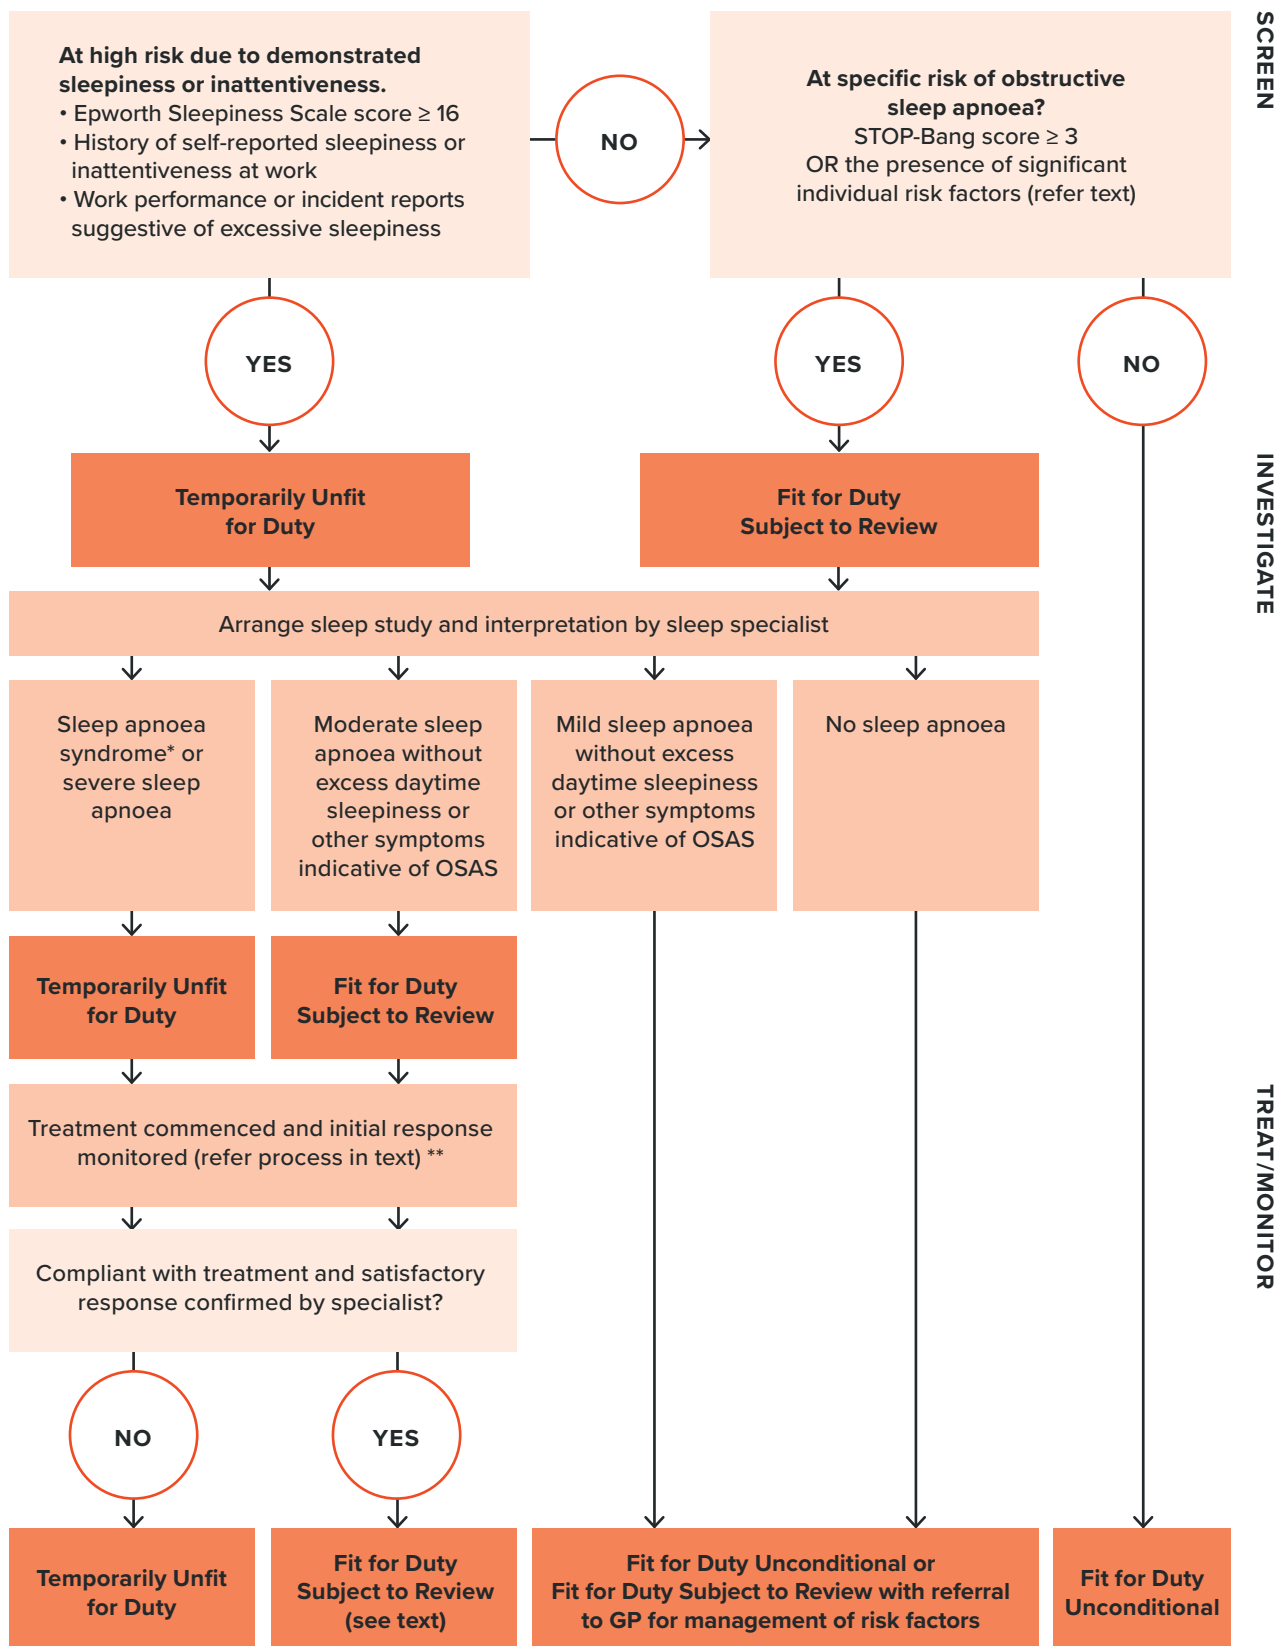 SCREEN
At high risk due to demonstrated
sleepiness or inattentiveness.
• Epworth Sleepiness Scale score ≥ 16
• History of self-reported sleepiness or
inattentiveness at work
• Work performance or incident reports
suggestive of excessive sleepiness
NO
At specific risk of obstructive
sleep apnoea?
STOP-Bang score ≥ 3
OR the presence of significant
individual risk factors (refer text)
YES
YES
NO
INVESTIGATE
Temporarily Unfit
for Duty
Fit for Duty
Subject to Review
Arrange sleep study and interpretation by sleep specialist
Sleep apnoea
syndrome* or
severe sleep
apnoea
Moderate sleep
apnoea without
excess daytime
sleepiness or
other symptoms
indicative of OSAS
Mild sleep apnoea
without excess
daytime sleepiness
or other symptoms
indicative of OSAS
No sleep apnoea
Temporarily Unfit
for Duty
Fit for Duty
Subject to Review
TREAT/MONITOR
Treatment commenced and initial response
monitored (refer process in text) **
Compliant with treatment and satisfactory
response confirmed by specialist?
NO
YES
Temporarily Unfit
for Duty
Fit for Duty
Subject to Review
(see text)
Fit for Duty Unconditional or
Fit for Duty Subject to Review with referral
to GP for management of risk factors
Fit for Duty
Unconditional